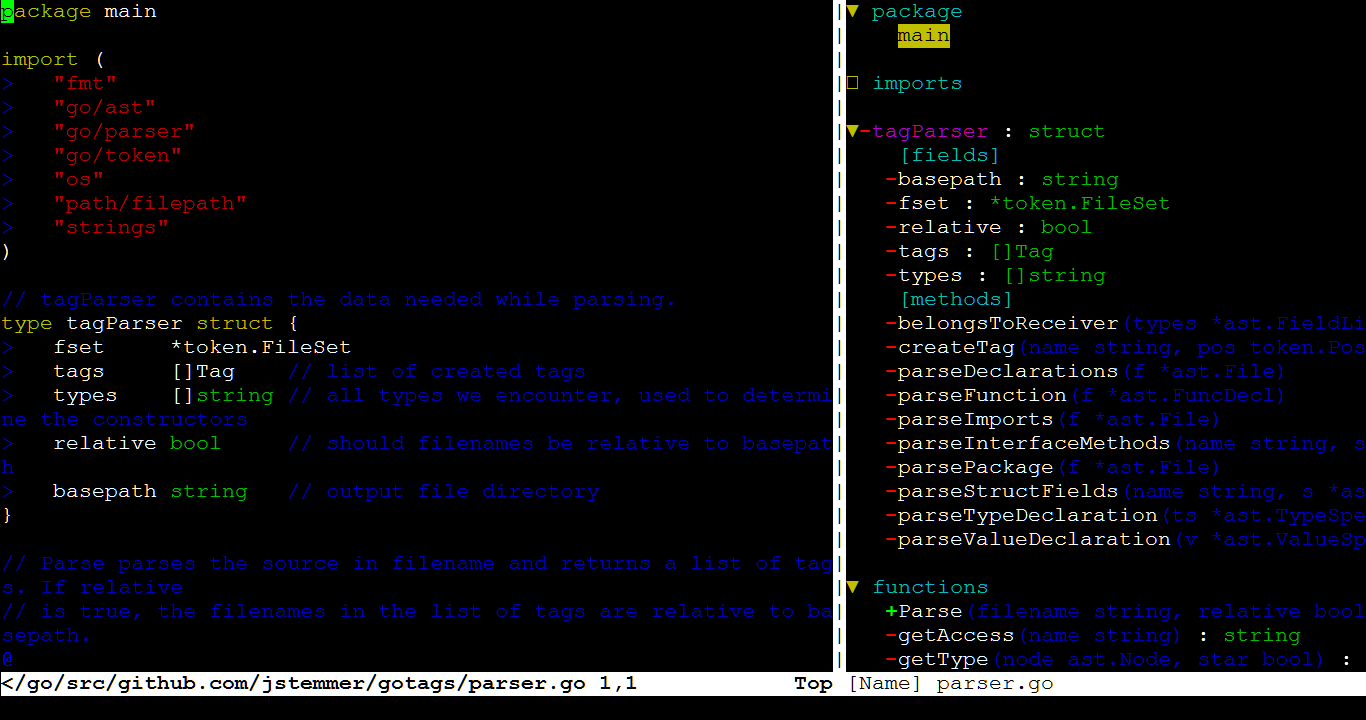 package main
import (
>   "fmt"
>   "go/ast"
>   "go/parser"
>   "go/token"
>   "os"
>   "path/filepath"
>   "strings"
)
// tagParser contains the data needed while parsing.
type tagParser struct {
>   fset     *token.FileSet
>   tags     []Tag    // list of created tags
>   types    []string // all types we encounter, used to determi
ne the constructors
>   relative bool     // should filenames be relative to basepat
h
>   basepath string   // output file directory
}
// Parse parses the source in filename and returns a list of tag
s. If relative
// is true, the filenames in the list of tags are relative to ba
sepath.
@
</go/src/github.com/jstemmer/gotags/parser.go 1,1            Top
▼ package
    main
□ imports
▼-tagParser : struct
    [fields]
   -basepath : string
   -fset : *token.FileSet
   -relative : bool
   -tags : []Tag
   -types : []string
    [methods]
   -belongsToReceiver(types *ast.FieldLi
   -createTag(name string, pos token.Pos
   -parseDeclarations(f *ast.File)
   -parseFunction(f *ast.FuncDecl)
   -parseImports(f *ast.File)
   -parseInterfaceMethods(name string, s
   -parsePackage(f *ast.File)
   -parseStructFields(name string, s *as
   -parseTypeDeclaration(ts *ast.TypeSpe
   -parseValueDeclaration(v *ast.ValueSp
▼ functions
   +Parse(filename string, relative bool
   -getAccess(name string) : string
   -getType(node ast.Node, star bool) :
[Name] parser.go